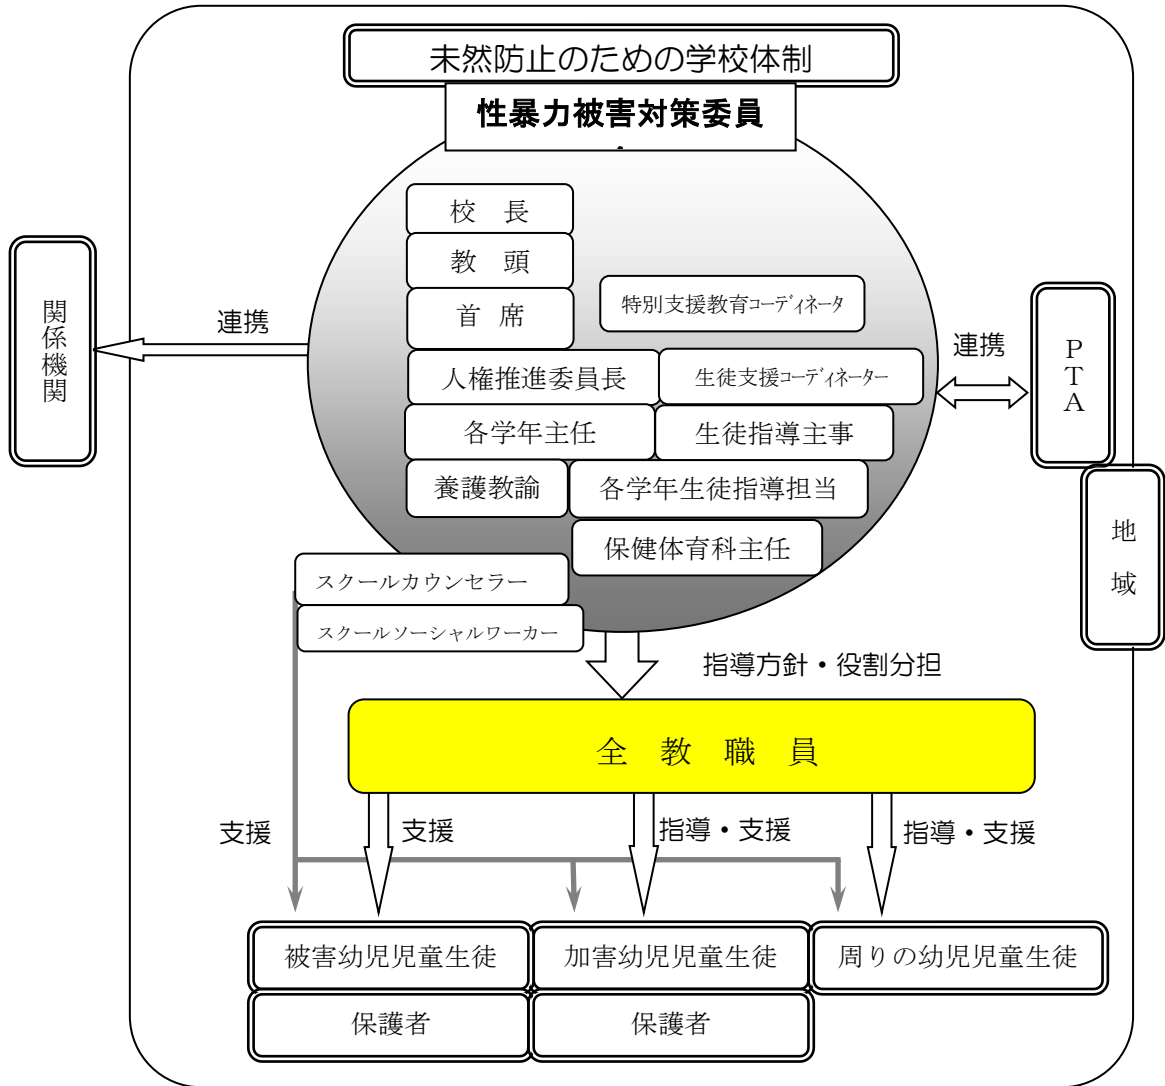 未然防止のための学校体制
性暴力被害対策委員
校 長
教 頭
首 席
特別支援教育コーディネータ
人権推進委員長
生徒支援コーディネーター
各学年主任
生徒指導主事
養護教諭
各学年生徒指導担当
保健体育科主任
スクールカウンセラー
スクールソーシャルワーカー
関係機関
連携
連携
PTA
地域
指導方針・役割分担
全 教 職 員
支援
支援
指導・支援
指導・支援
被害幼児児童生徒
加害幼児児童生徒
周りの幼児児童生徒
保護者
保護者